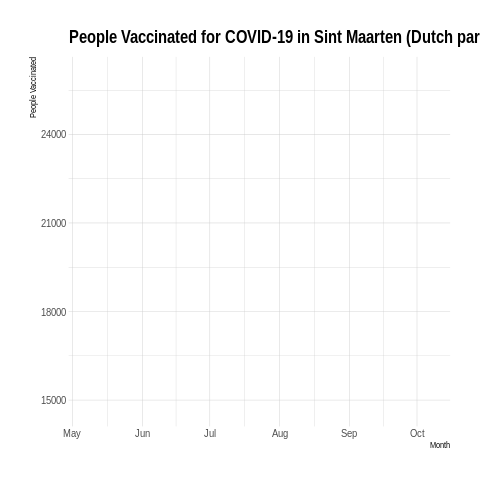 People Vaccinated for COVID-19 in Sint Maarten (Dutch par
People Vaccinated
24000
21000
18000
15000
May Jun Jul Aug Sep Oct
Month